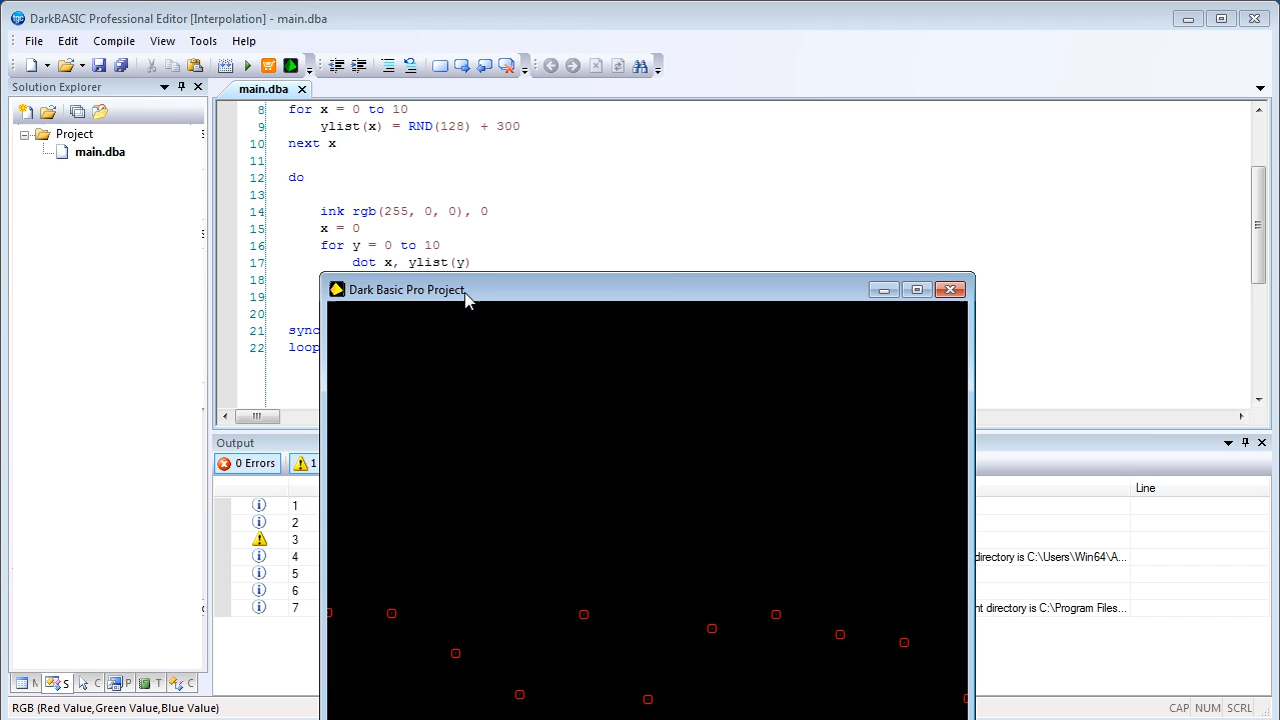 DarkBASIC Professional Editor [Interpolation] - main.dba
File Edit Compile View Tools Help
Solution Explorer
main.dba
Project
main.dba
8 for x = 0 to 10
9 ylist(x) = RND(128) + 300
10 next x
11
12 do
13
14 ink rgb(255, 0, 0), 0
15 x = 0
16 for y = 0 to 10
17 dot x, ylist(y)
18
19
20
21 sync
22 loop
Dark Basic Pro Project
Output
0 Errors
1
Line
1
2
3
4 directory is C:\Users\Win64\A...
5
6
7 nt directory is C:\Program Files...
S C P T C
RGB (Red Value,Green Value,Blue Value)
CAP NUM SCRL